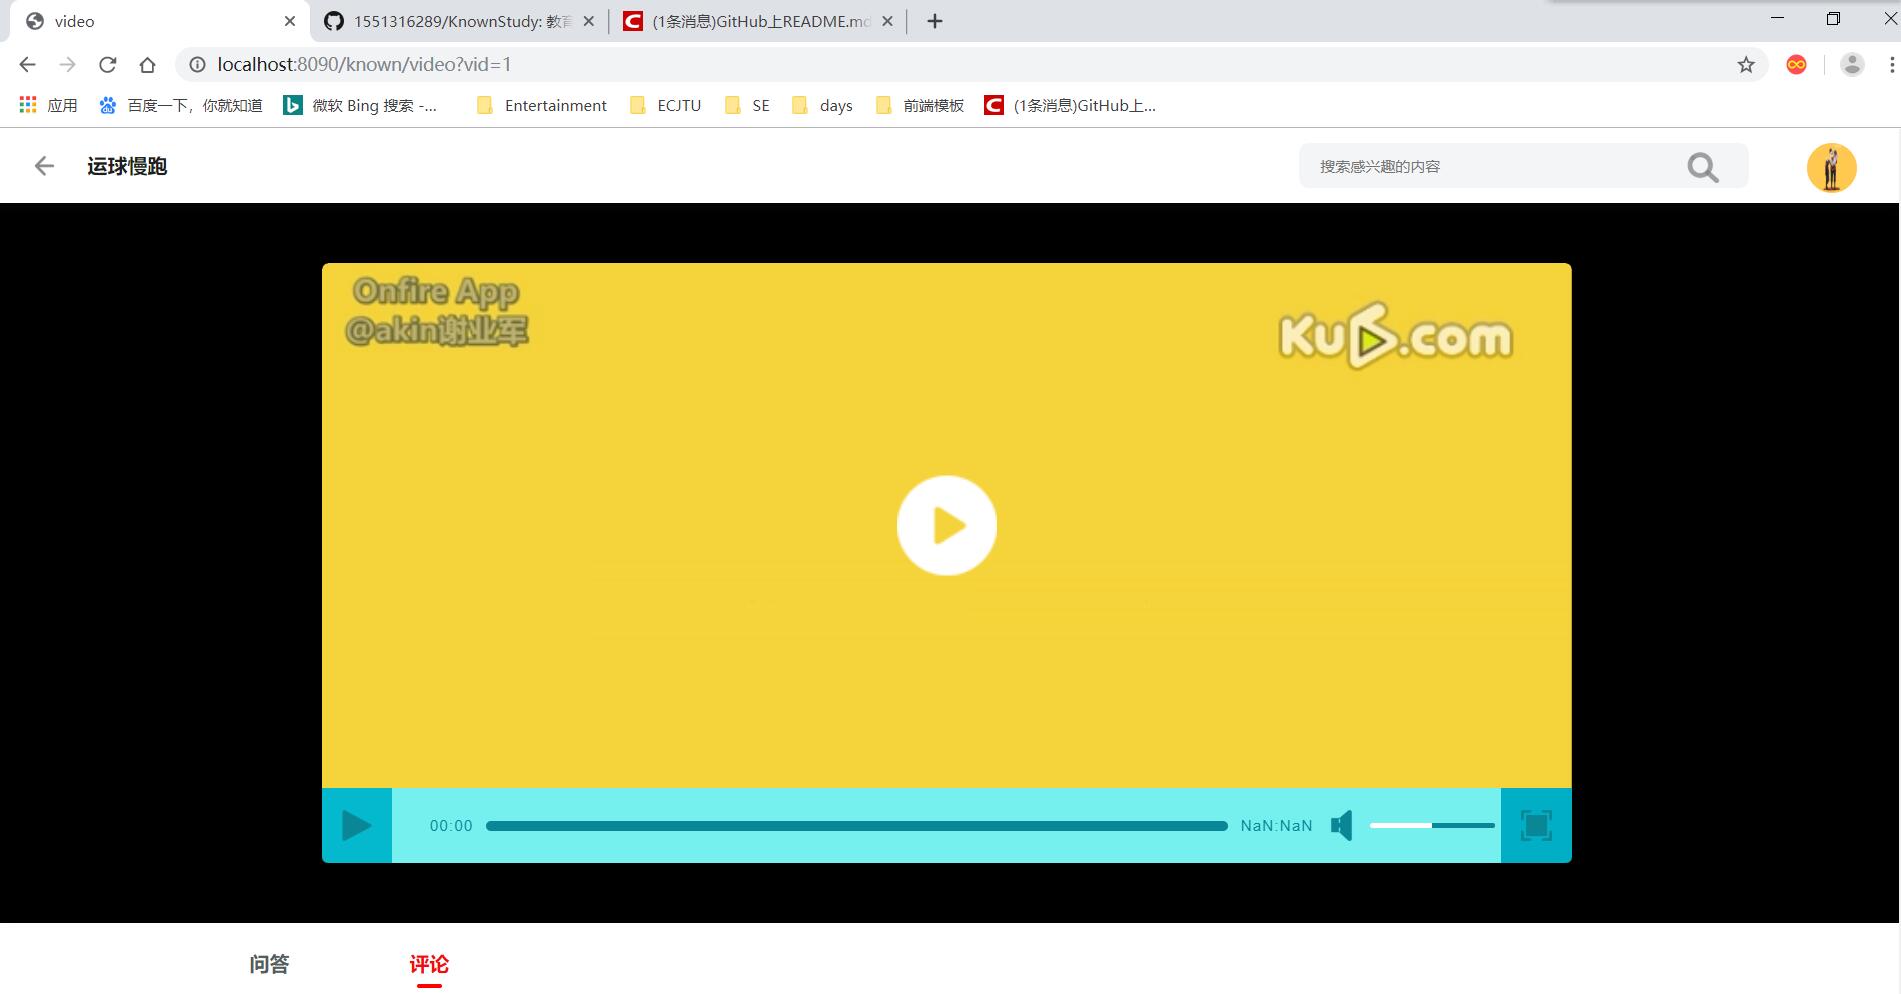 video
1551316289/KnownStudy: 教育
(1条消息)GitHub上README.md
localhost:8090/known/video?vid=1
应用
百度一下，你就知道
微软 Bing 搜索 -...
Entertainment
ECJTU
SE
days
前端模板
(1条消息)GitHub上...
运球慢跑
搜索感兴趣的内容
Onfire App
@akin谢业军
Ku6.com
00:00
NaN:NaN
问答
评论